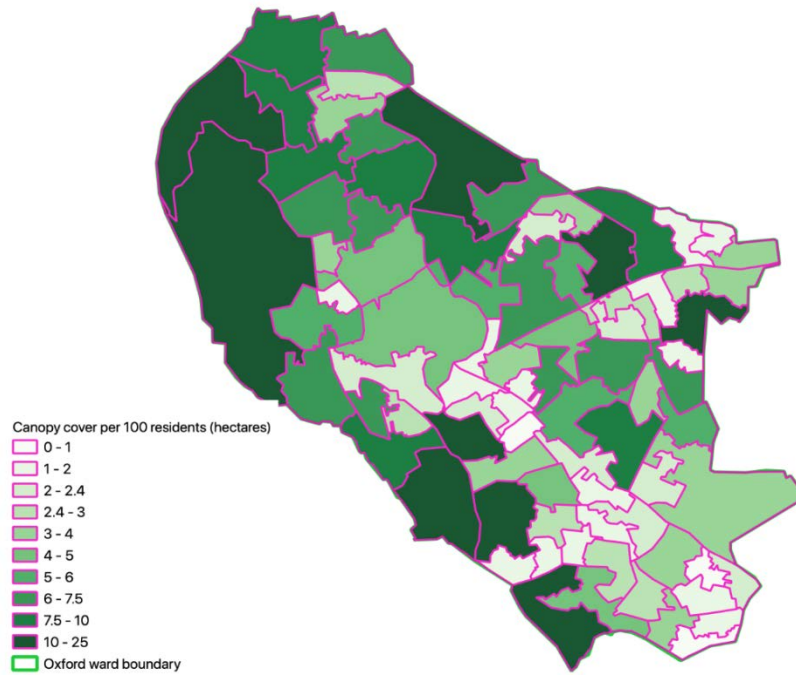 Canopy cover per 100 residents (hectares)
0 - 1
1 - 2
2 - 2.4
2.4 - 3
3 - 4
4 - 5
5 - 6
6 - 7.5
7.5 - 10
10 - 25
Oxford ward boundary